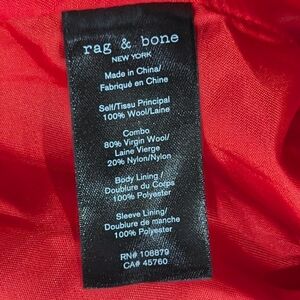 rag & bone
NEW YORK
Made in China/
Fabriqué en Chine
Self/Tissu Principal
100% Wool/Laine
Combo
80% Virgin Wool/
Laine Vierge
20% Nylon/Nylon
Body Lining/
Doublure du Corps
100% Polyester
Sleeve Lining/
Doublure de manche
100% Polyester
RN# 108879
CA# 45760